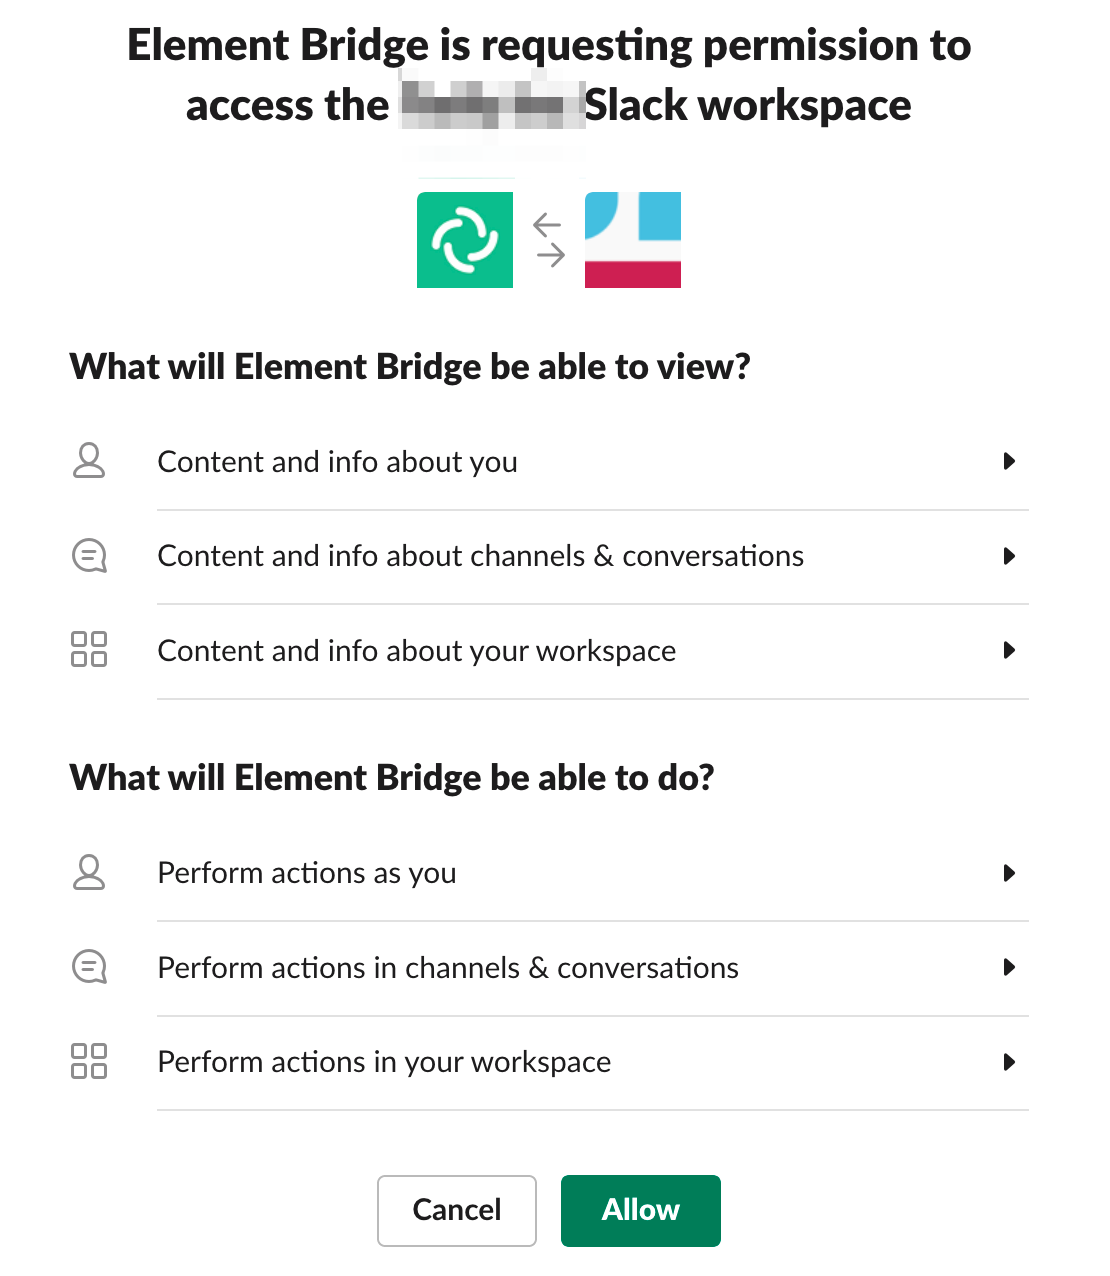 Element Bridge is requesting permission to
access the Slack workspace
What will Element Bridge be able to view?
Content and info about you
Content and info about channels & conversations
Content and info about your workspace
What will Element Bridge be able to do?
Perform actions as you
Perform actions in channels & conversations
Perform actions in your workspace
Cancel
Allow